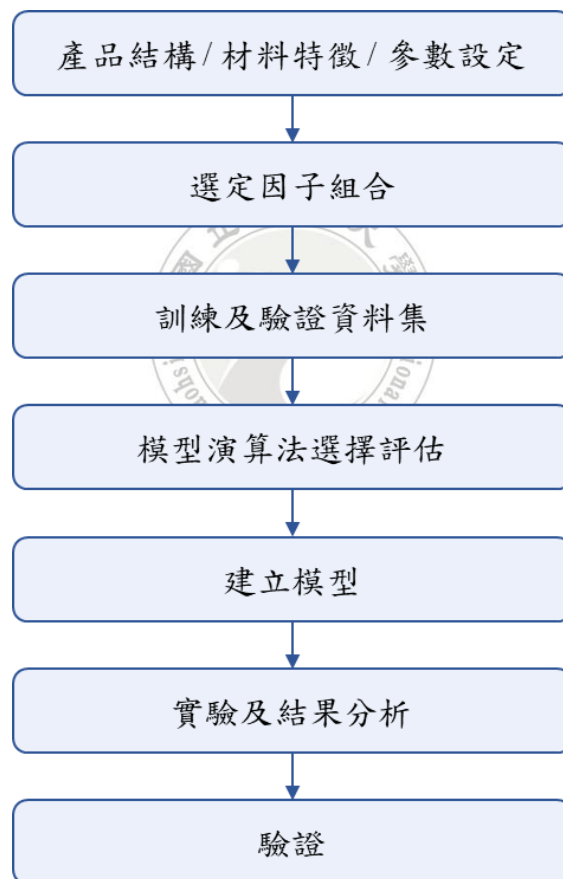 產品結構/材料特徵/參數設定
選定因子組合
訓練及驗證資料集
模型演算法選擇評估
建立模型
實驗及結果分析
驗證